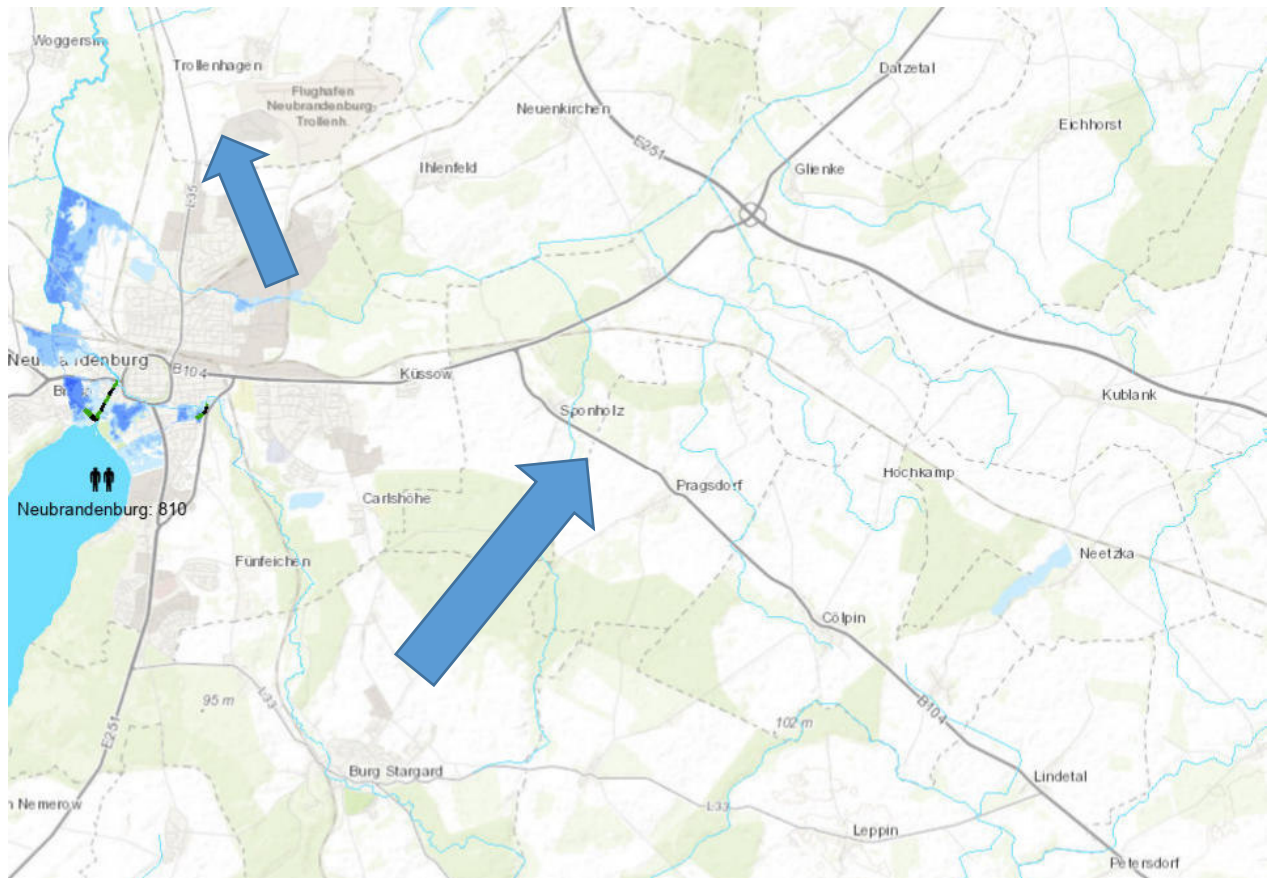 Woggersin
Trollenhagen
Flughafen
Neubrandenburg-
Trollenh.
Neuenkirchen
Datzetal
Eichhorst
E251
Ihlenfeld
Glienke
L35
Neubrandenburg
B104
Küssow
Sponholz
Kublank
Neubrandenburg: 810
Carlshöhe
Pragsdorf
Hochkamp
Fünfeichen
Neetzka
Cölpin
95 m
L33
102 m
B104
E251
Burg Stargard
Lindetal
n Nemerow
L33
Leppin
Petersdorf